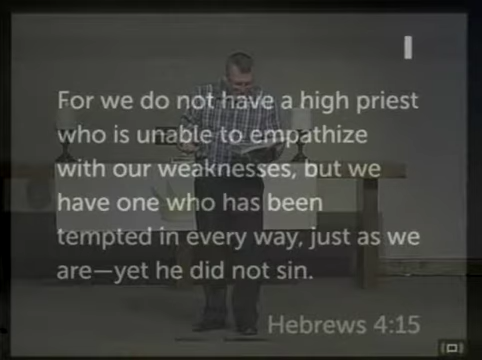 For we do not have a high priest
who is unable to empathize
with our weaknesses, but we
have one who has been
tempted in every way, just as we
are—yet he did not sin.
Hebrews 4:15